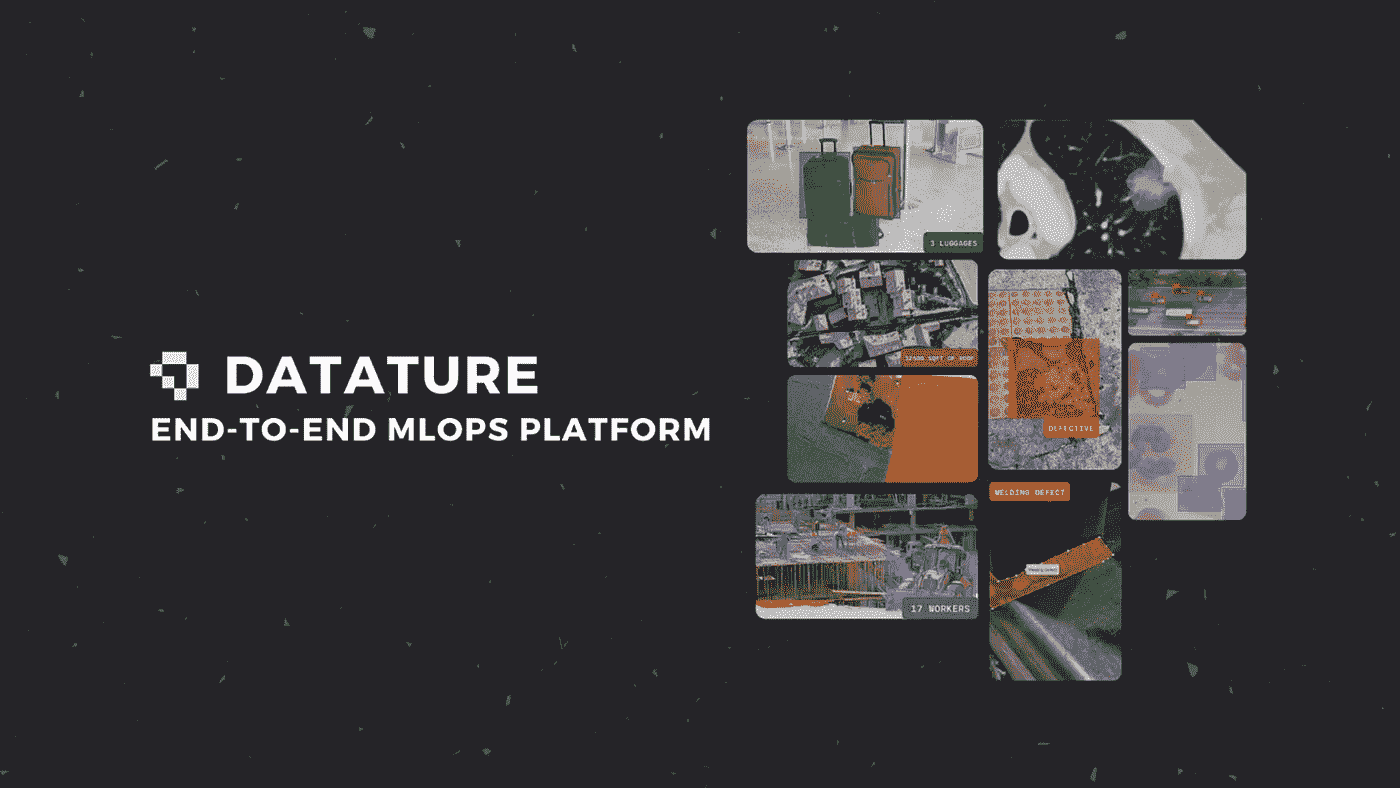 DATATURE
END-TO-END MLOPS PLATFORM
3 LUGGAGES
DEFECTIVE
WELDING DEFECT
17 WORKERS